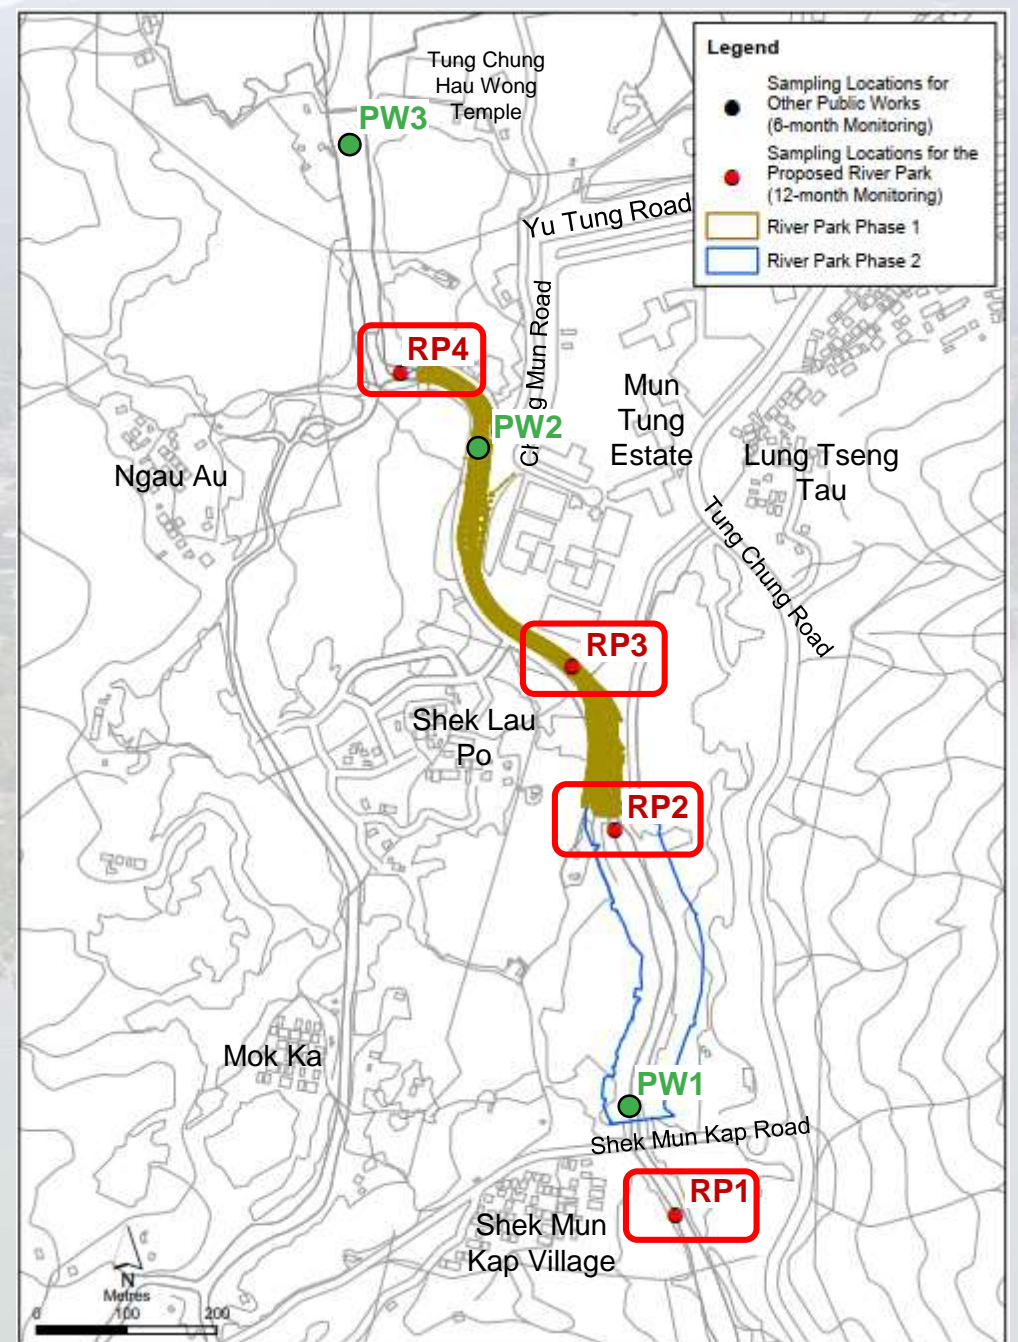 Tung Chung
Hau Wong
Temple
PW3
Legend
Sampling Locations for
Other Public Works
(6-month Monitoring)
Sampling Locations for the
Proposed River Park
(12-month Monitoring)
River Park Phase 1
River Park Phase 2
Yu Tung Road
g Mun Road
RP4
Mun
Tung
Estate
PW2
Ngau Au
Lung Tseng
Tau
Tung Chung Road
RP3
Shek Lau
Po
RP2
Mok Ka
PW1
Shek Mun Kap Road
RP1
Shek Mun
Kap Village
N
Metres
0 100 200